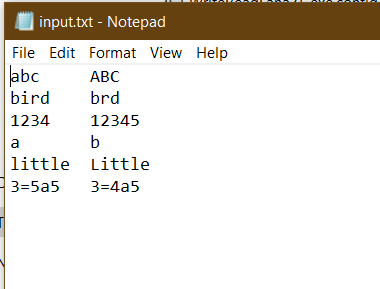 input.txt - Notepad
File Edit Format View Help
abc ABC
bird brd
1234 12345
a b
little Little
3=5a5 3=4a5